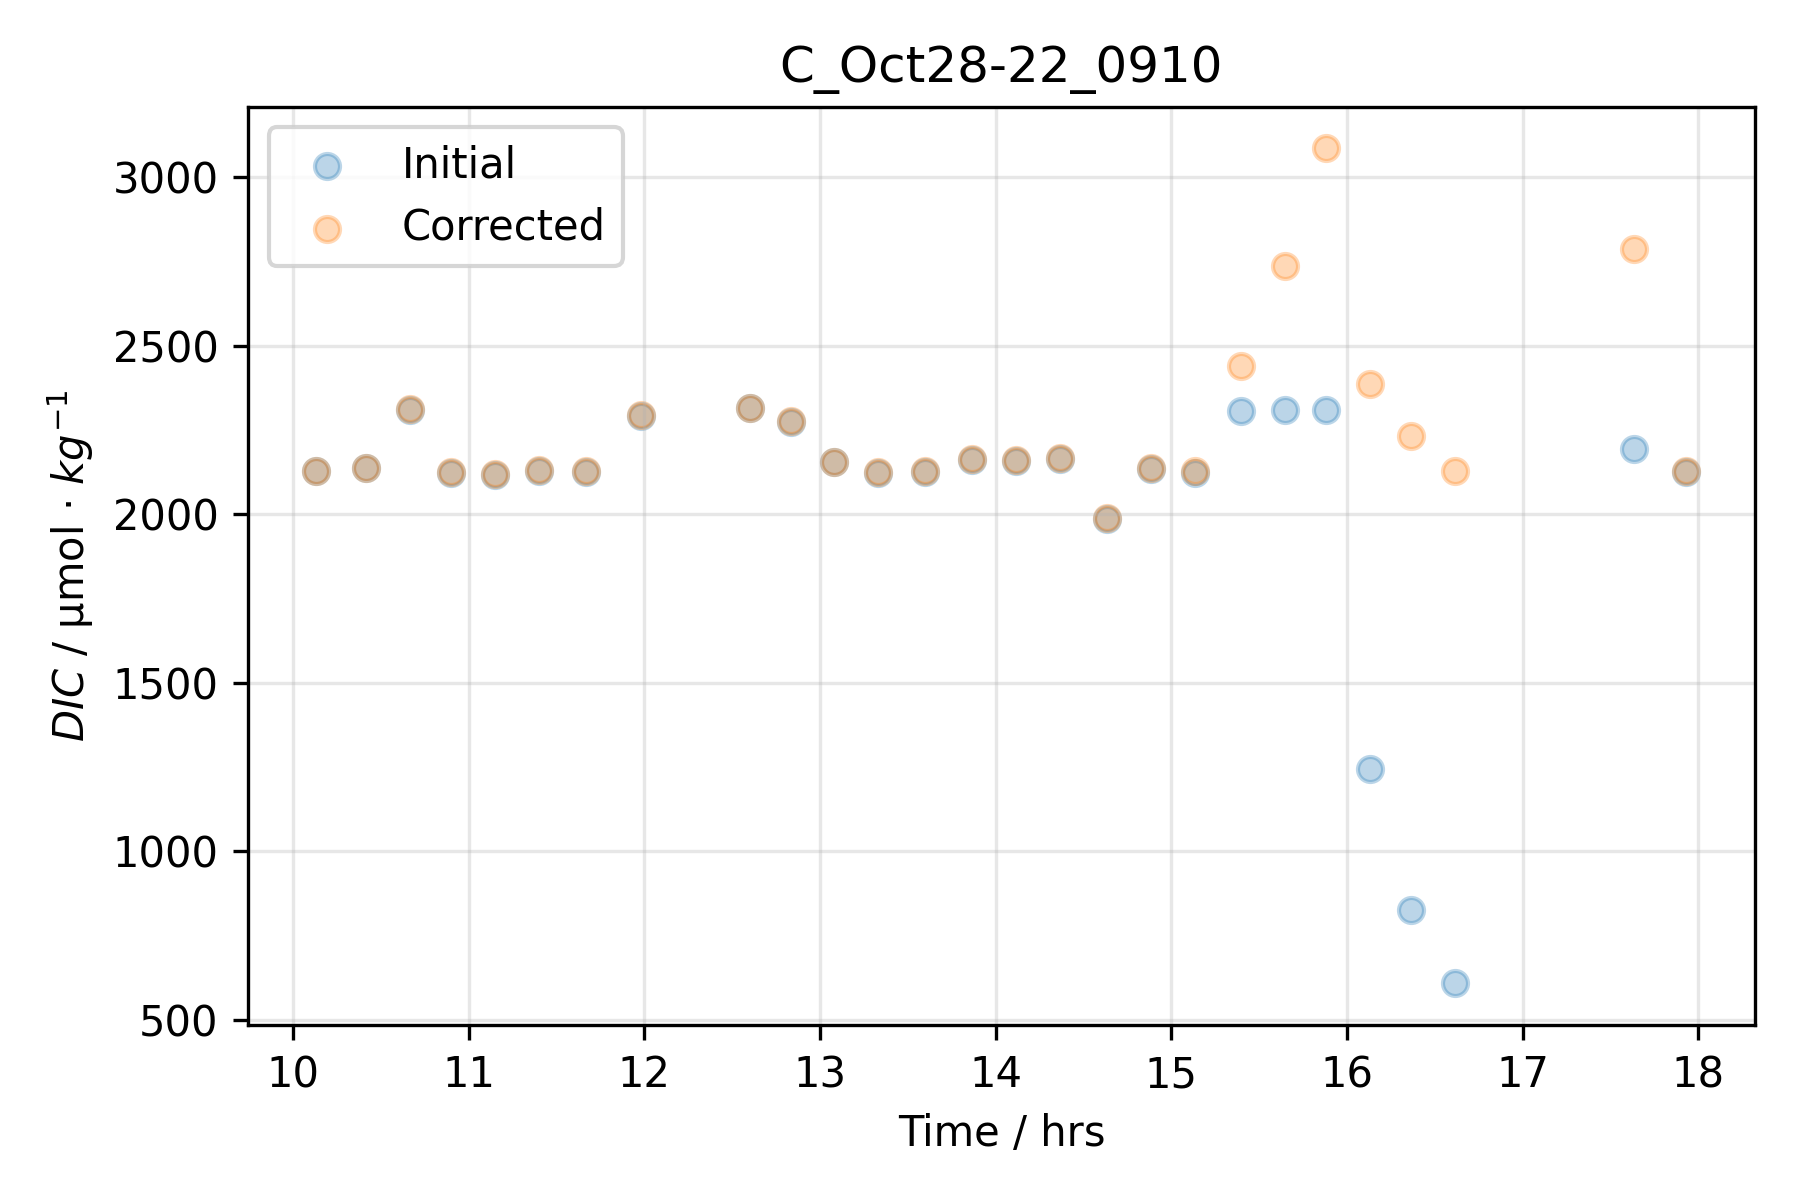 C_Oct28-22_0910
Initial
Corrected
3000
2500
2000
1500
1000
500
DIC / μmol · kg⁻¹
10 11 12 13 14 15 16 17 18
Time / hrs